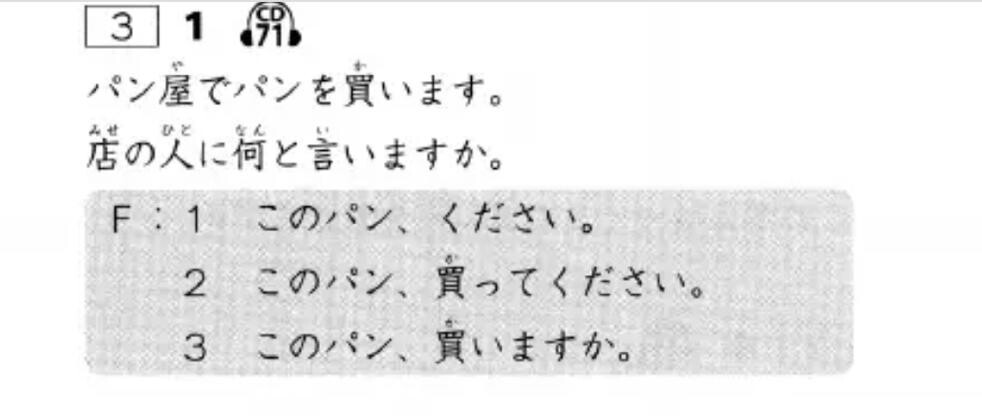 3 1 CD 71
パン屋でパンを買います。
店の人に何と言いますか。
F：1 このパン、ください。
2 このパン、買ってください。
3 このパン、買いますか。